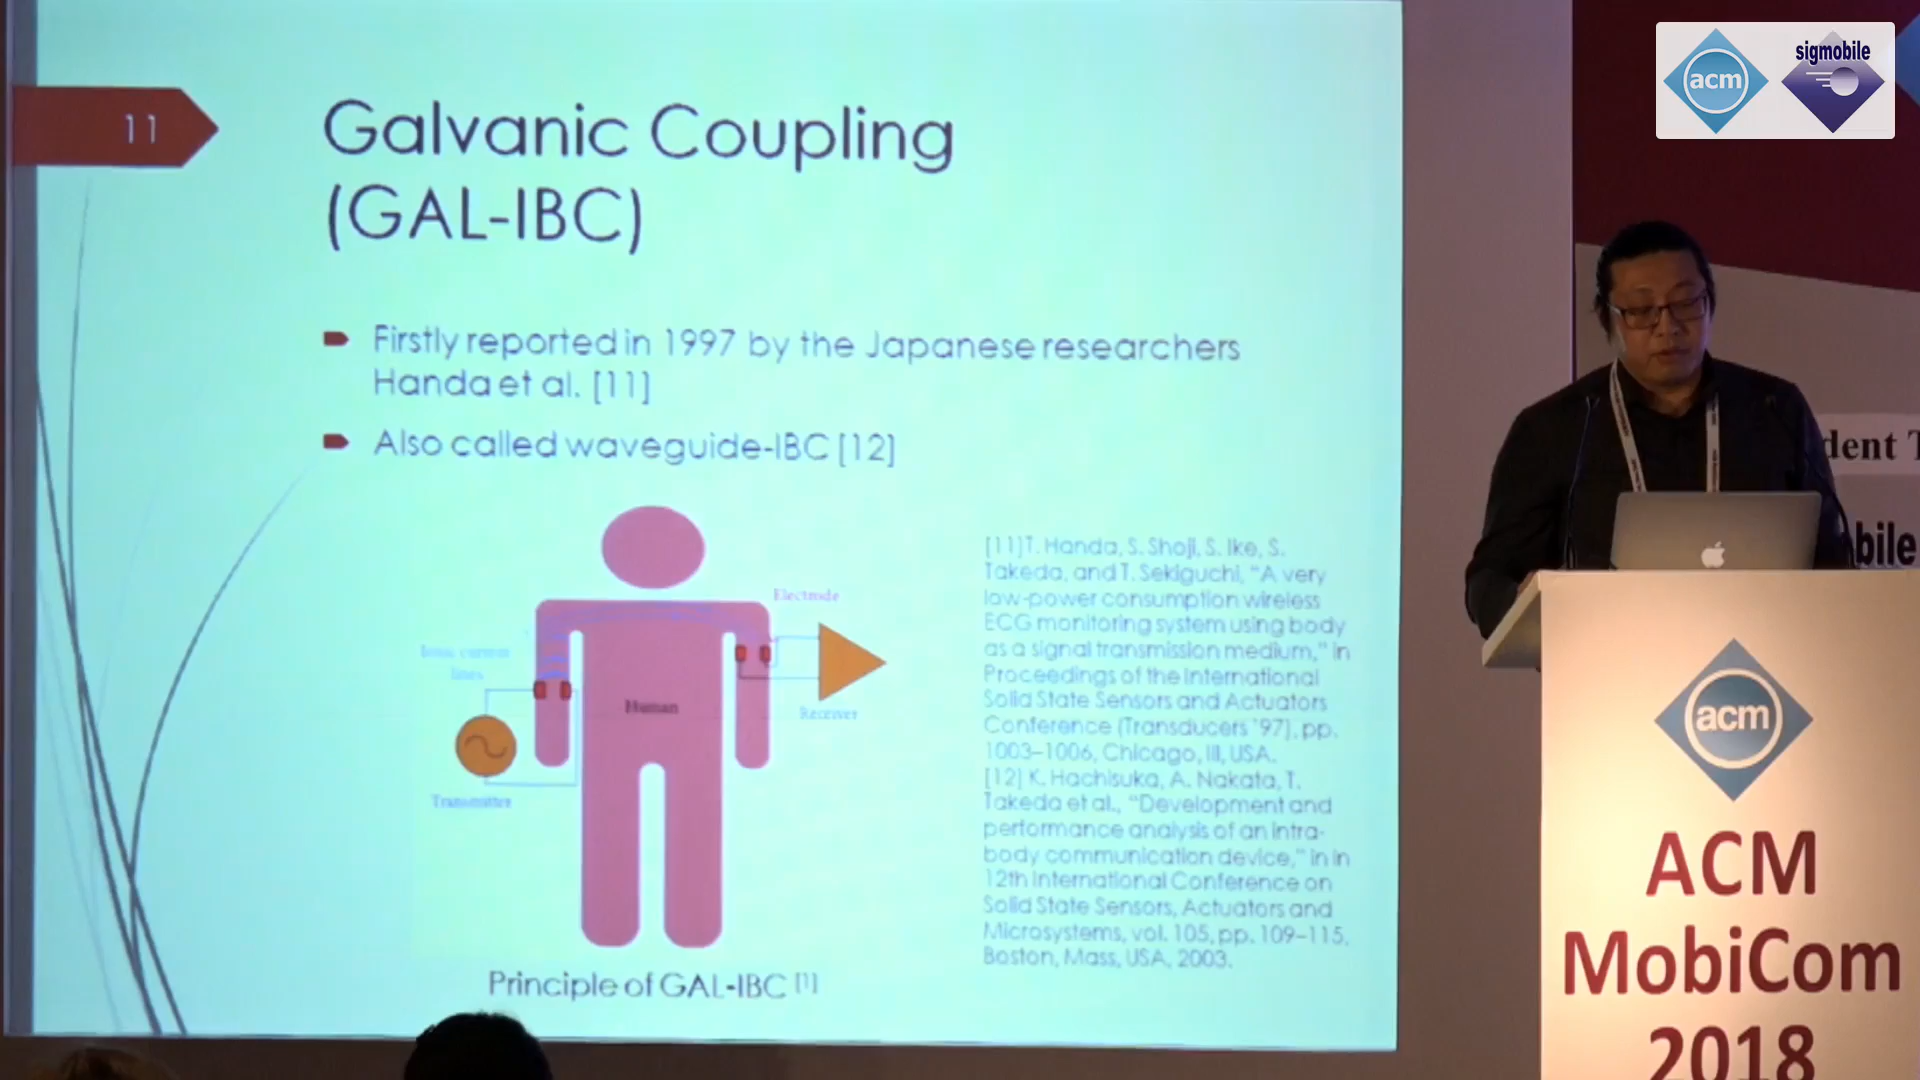 11
Galvanic Coupling
(GAL-IBC)
Firstly reported in 1997 by the Japanese researchers
Handa et al. [11]
Also called waveguide-IBC [12]
Electrode
Ionic current
lines
Human
Receiver
Transmitter
Principle of GAL-IBC [1]
[11]T. Handa, S. Shoji, S. Ike, S.
Takeda, and T. Sekiguchi, "A very
low-power consumption wireless
ECG monitoring system using body
as a signal transmission medium," in
Proceedings of the International
Solid State Sensors and Actuators
Conference (Transducers '97), pp.
1003–1006, Chicago, Ill, USA.
[12] K. Hachisuka, A. Nakata, T.
Takeda et al., "Development and
performance analysis of an intra-
body communication device," in in
12th International Conference on
Solid State Sensors, Actuators and
Microsystems, vol. 105, pp. 109–115,
Boston, Mass, USA, 2003.
acm
sigmobile
dent T
bile
acm
ACM
MobiCom
2018